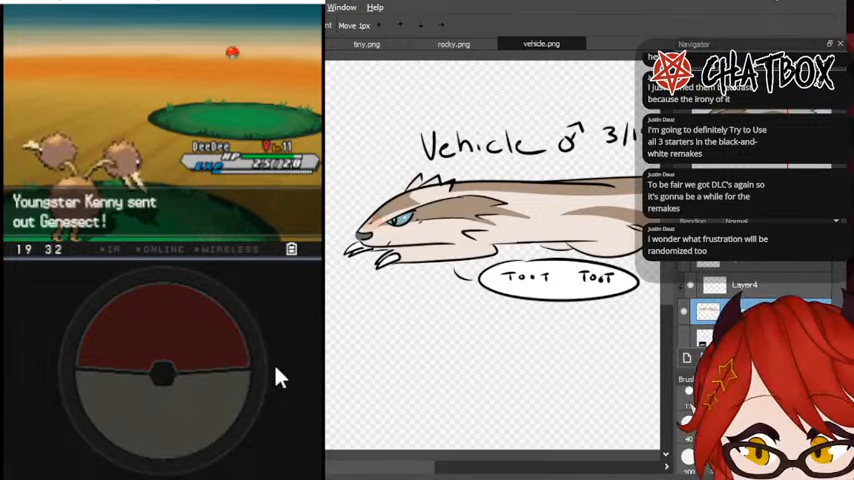 Window Help
Move 1px
tiny.png rocky.png vehicle.png
Navigator
CHATBOX
because the irony of it
Justin Dauz
I'm going to definitely Try to Use
all 3 starters in the black-and-
white remakes
Justin Dauz
To be fair we got DLC's again so
it's gonna be a while for the
remakes
Justin Dauz
I wonder what frustration will be
randomized too
Normal
Layer4
Vehicle ♂ 3/1
TOOT TOOT
DeeDee Lv.11
HP
Youngster Kenny sent
out Genesect!
19 32 IR ONLINE WIRELESS